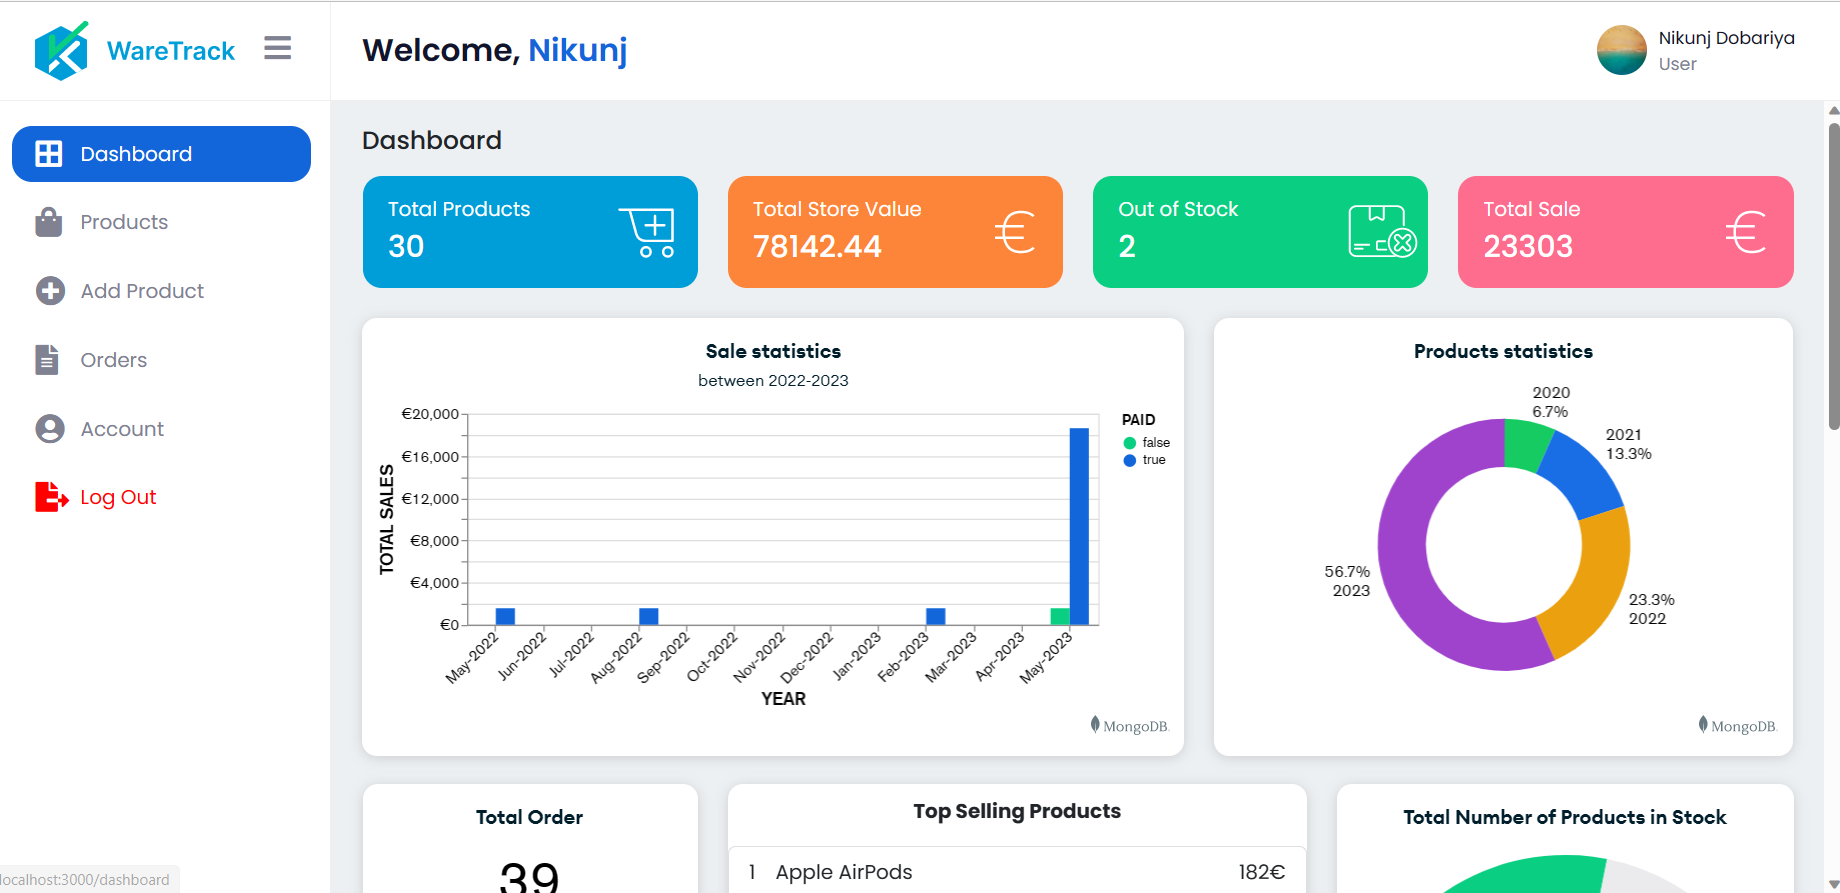 WareTrack
Welcome, Nikunj
Nikunj Dobariya
User
Dashboard
Products
Add Product
Orders
Account
Log Out
Dashboard
Total Products
30
Total Store Value
78142.44
€
Out of Stock
2
Total Sale
23303
€
Sale statistics
between 2022-2023
TOTAL SALES
€20,000
€16,000
€12,000
€8,000
€4,000
€0
May-2022
Jun-2022
Jul-2022
Aug-2022
Sep-2022
Oct-2022
Nov-2022
Dec-2022
Jan-2023
Feb-2023
Mar-2023
Apr-2023
May-2023
YEAR
PAID
false
true
MongoDB.
Products statistics
2020
6.7%
2021
13.3%
56.7%
2023
23.3%
2022
MongoDB.
Total Order
39
Top Selling Products
1 Apple AirPods 182€
Total Number of Products in Stock
localhost:3000/dashboard